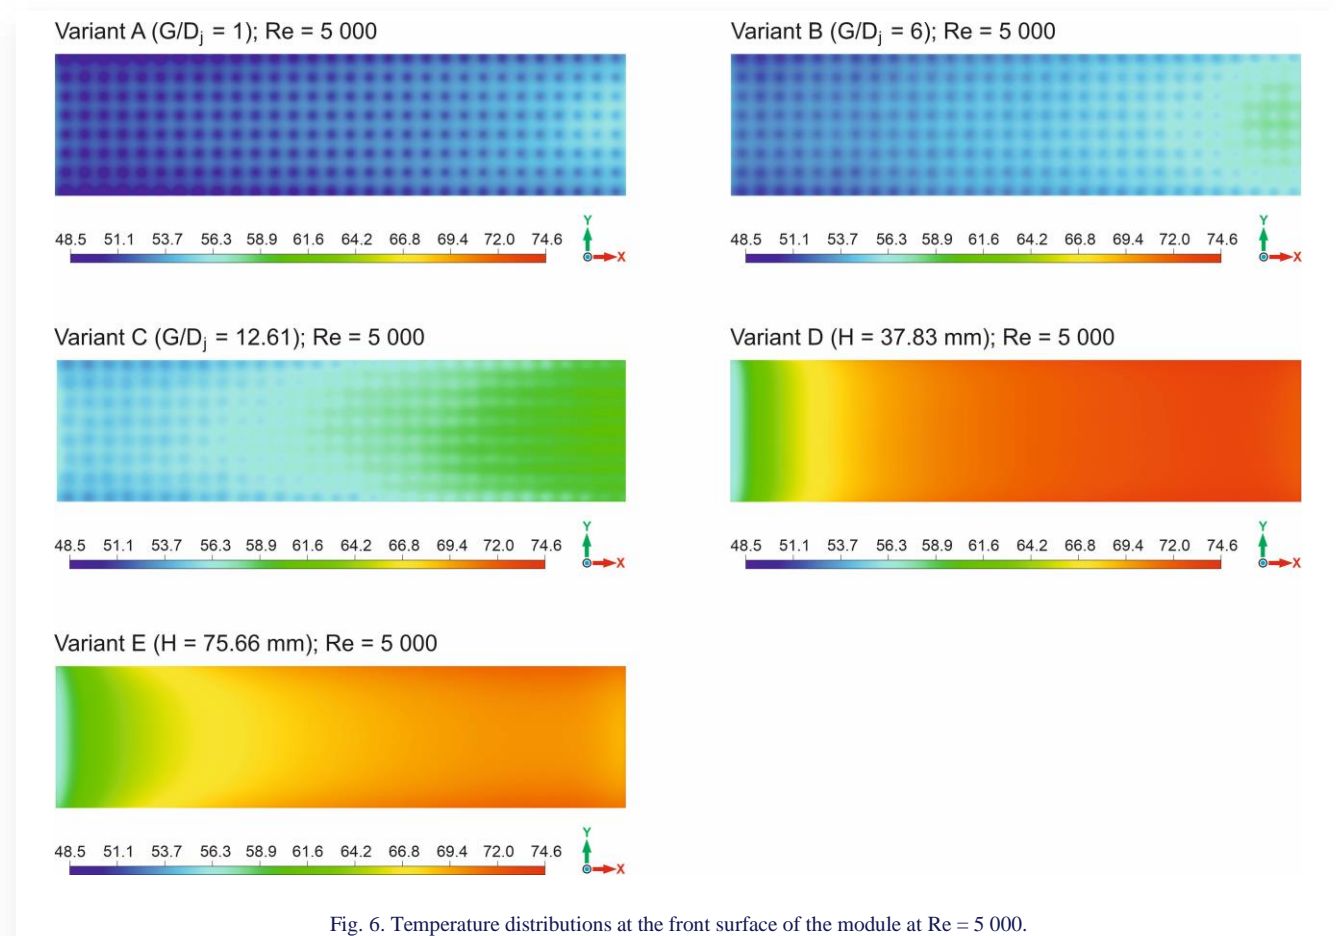 Variant A (G/Dj = 1); Re = 5 000
Variant B (G/Dj = 6); Re = 5 000
48.5 51.1 53.7 56.3 58.9 61.6 64.2 66.8 69.4 72.0 74.6
Y
X
48.5 51.1 53.7 56.3 58.9 61.6 64.2 66.8 69.4 72.0 74.6
Y
X
Variant C (G/Dj = 12.61); Re = 5 000
Variant D (H = 37.83 mm); Re = 5 000
48.5 51.1 53.7 56.3 58.9 61.6 64.2 66.8 69.4 72.0 74.6
Y
X
48.5 51.1 53.7 56.3 58.9 61.6 64.2 66.8 69.4 72.0 74.6
Y
X
Variant E (H = 75.66 mm); Re = 5 000
48.5 51.1 53.7 56.3 58.9 61.6 64.2 66.8 69.4 72.0 74.6
Y
X
Fig. 6. Temperature distributions at the front surface of the module at Re = 5 000.